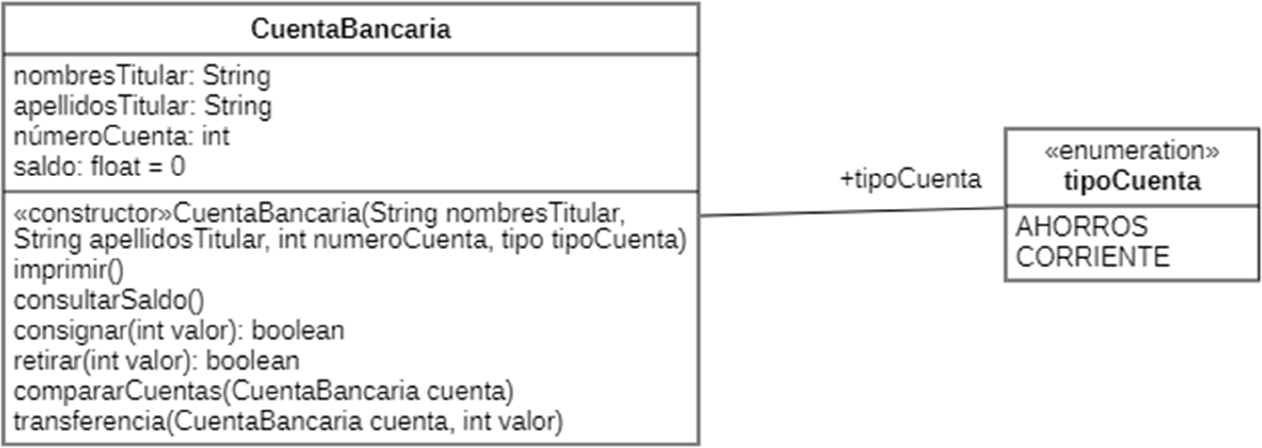 CuentaBancaria
nombresTitular: String
apellidosTitular: String
númeroCuenta: int
saldo: float = 0
«constructor»CuentaBancaria(String nombresTitular,
String apellidosTitular, int numeroCuenta, tipo tipoCuenta)
imprimir()
consultarSaldo()
consignar(int valor): boolean
retirar(int valor): boolean
compararCuentas(CuentaBancaria cuenta)
transferencia(CuentaBancaria cuenta, int valor)
+tipoCuenta
«enumeration»
tipoCuenta
AHORROS
CORRIENTE